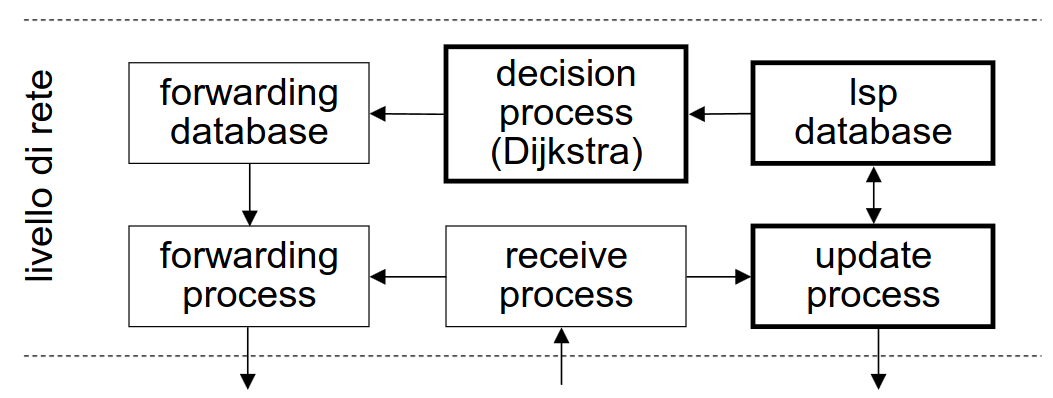 livello di rete
forwarding
database
decision
process
(Dijkstra)
lsp
database
forwarding
process
receive
process
update
process